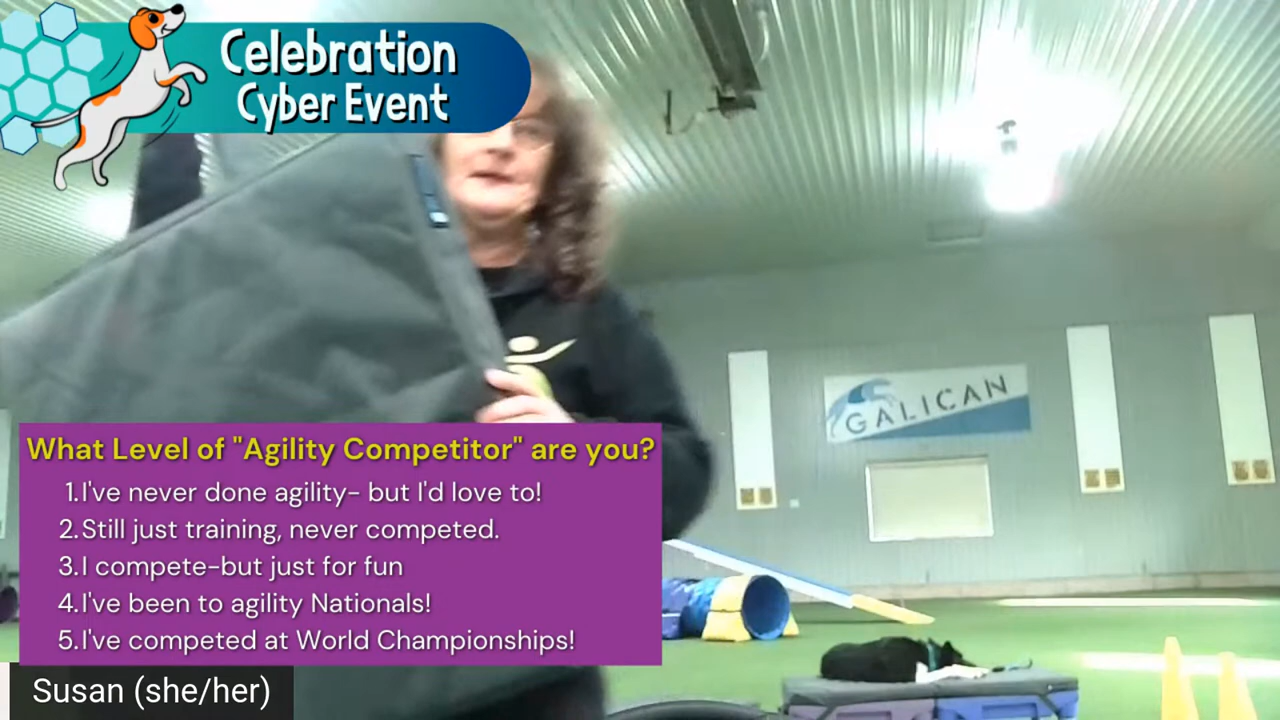 Celebration
Cyber Event
GALICAN
What Level of "Agility Competitor" are you?
1.I've never done agility- but I'd love to!
2.Still just training, never competed.
3.I compete-but just for fun
4.I've been to agility Nationals!
5.I've competed at World Championships!
Susan (she/her)